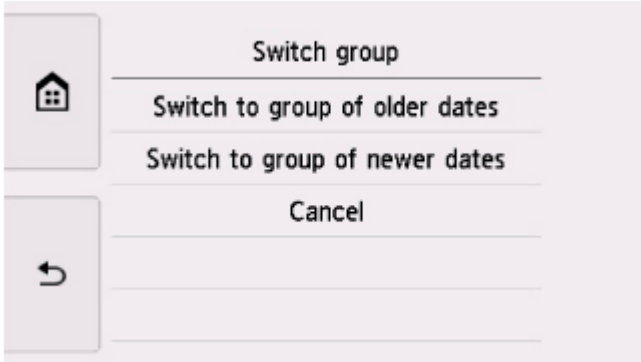 Switch group
Switch to group of older dates
Switch to group of newer dates
Cancel